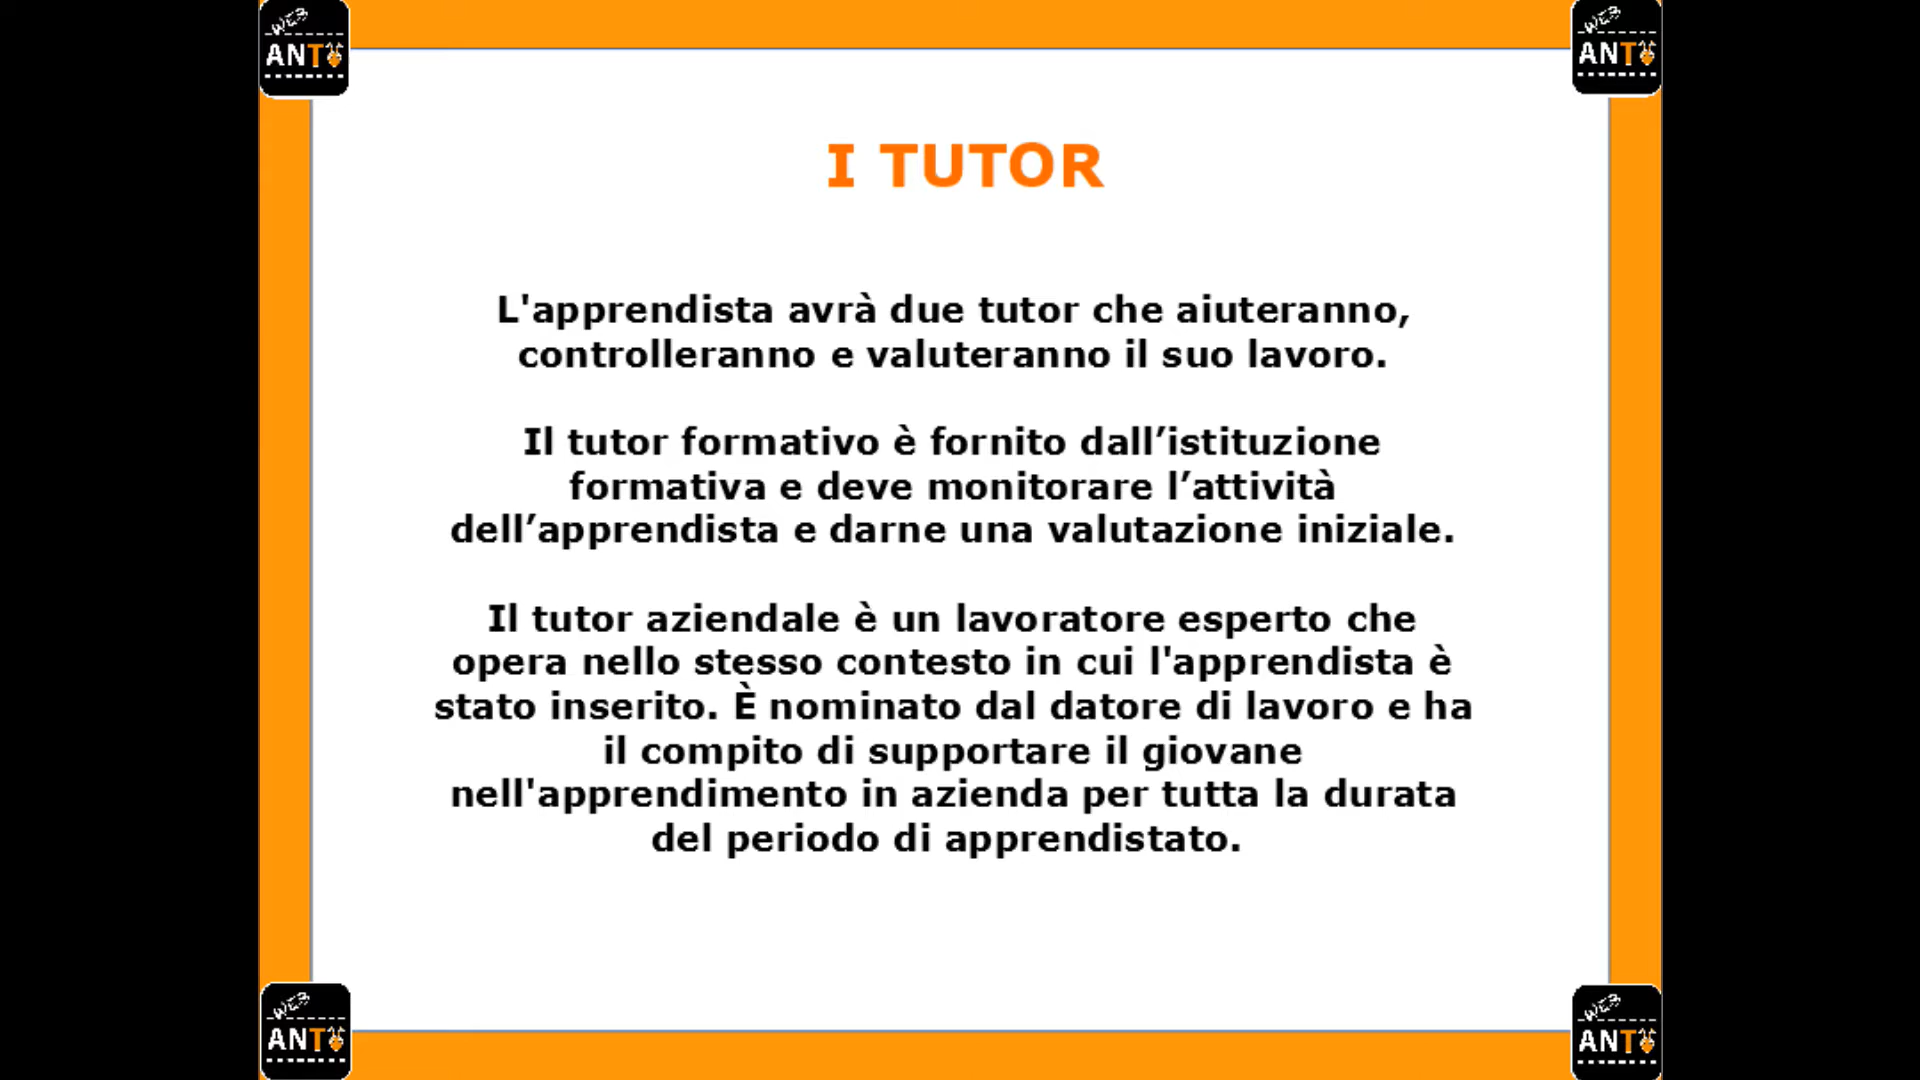 WEB
ANT
WEB
ANT
I TUTOR
L'apprendista avrà due tutor che aiuteranno,
controlleranno e valuteranno il suo lavoro.
Il tutor formativo è fornito dall’istituzione
formativa e deve monitorare l’attività
dell’apprendista e darne una valutazione iniziale.
Il tutor aziendale è un lavoratore esperto che
opera nello stesso contesto in cui l'apprendista è
stato inserito. È nominato dal datore di lavoro e ha
il compito di supportare il giovane
nell'apprendimento in azienda per tutta la durata
del periodo di apprendistato.
WEB
ANT
WEB
ANT